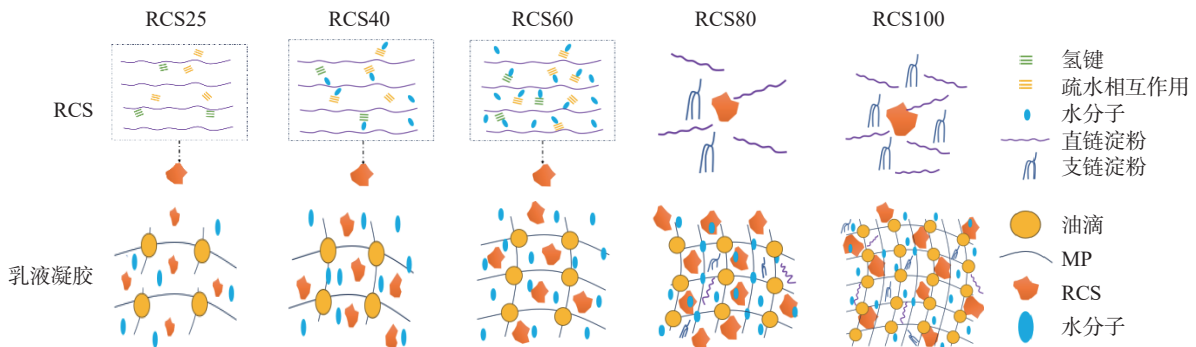 RCS25 RCS40 RCS60 RCS80 RCS100
RCS
氢键
疏水相互作用
水分子
直链淀粉
支链淀粉
乳液凝胶
油滴
MP
RCS
水分子